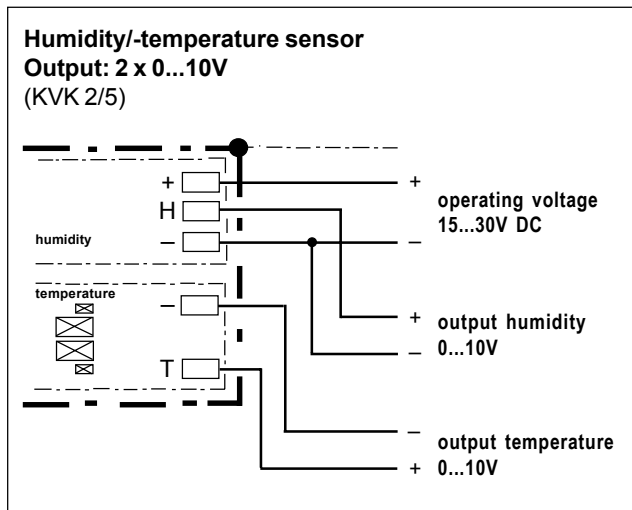 Humidity/-temperature sensor
Output: 2 x 0...10V
(KVK 2/5)
+
+
operating voltage
H
15...30V DC
humidity
–
–
temperature
–
+
output humidity
–
0...10V
T
–
output temperature
+
0...10V